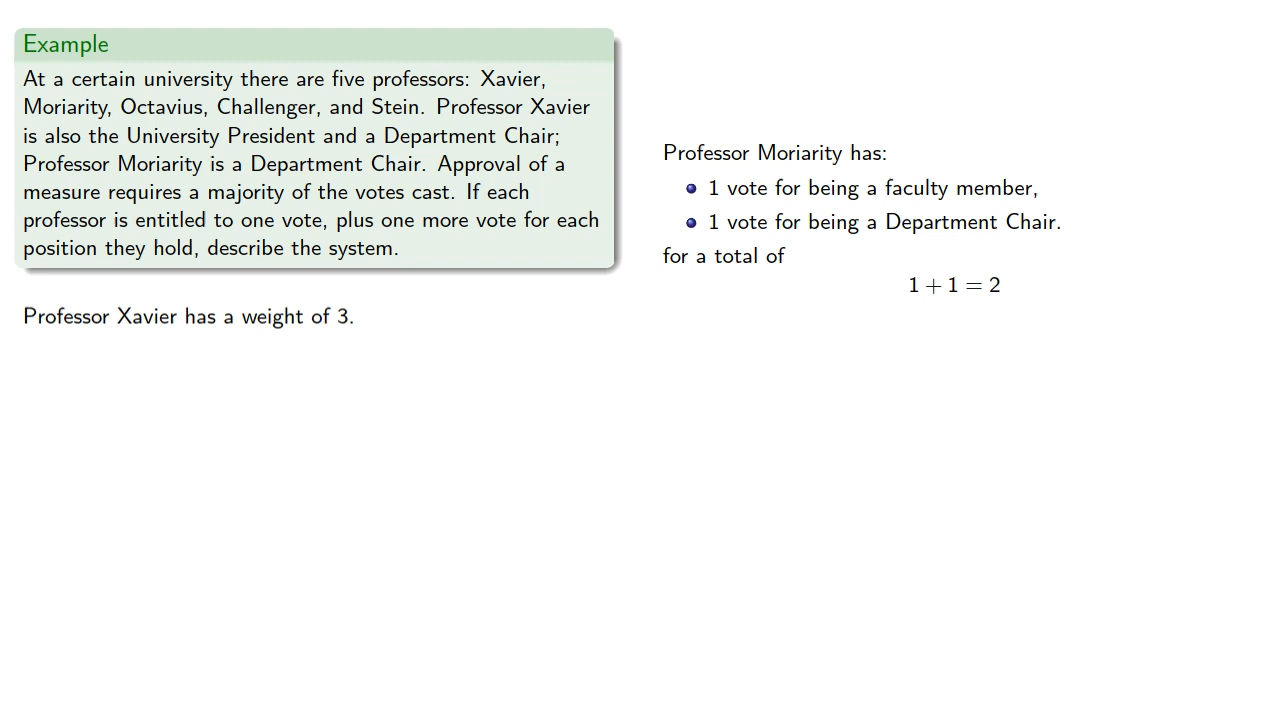 Example
At a certain university there are five professors: Xavier,
Moriarity, Octavius, Challenger, and Stein. Professor Xavier
is also the University President and a Department Chair;
Professor Moriarity is a Department Chair. Approval of a
measure requires a majority of the votes cast. If each
professor is entitled to one vote, plus one more vote for each
position they hold, describe the system.
Professor Xavier has a weight of 3.
Professor Moriarity has:
1 vote for being a faculty member,
1 vote for being a Department Chair.
for a total of
1 + 1 = 2